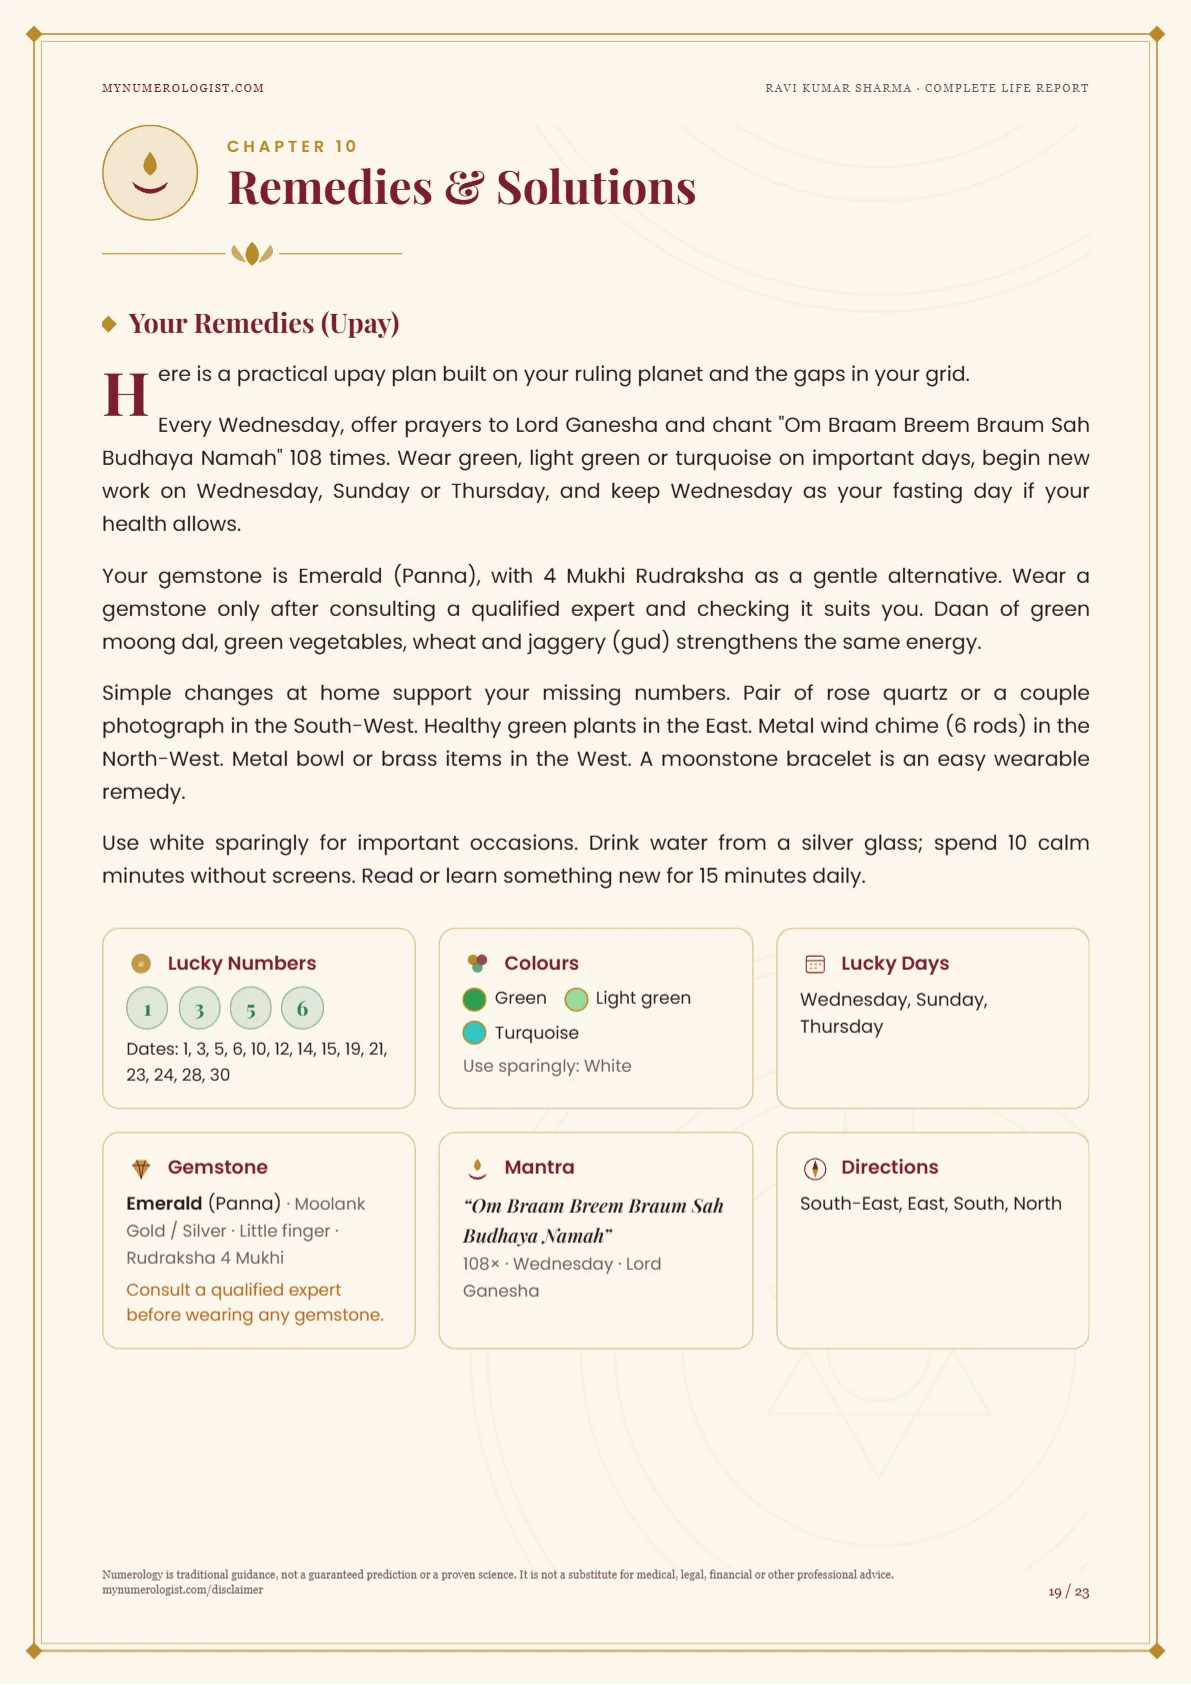 MYNUMEROLOGIST.COM
RAVI KUMAR SHARMA · COMPLETE LIFE REPORT
CHAPTER 10
Remedies & Solutions
Your Remedies (Upay)
Here is a practical upay plan built on your ruling planet and the gaps in your grid.
Every Wednesday, offer prayers to Lord Ganesha and chant "Om Braam Breem Braum Sah
Budhaya Namah" 108 times. Wear green, light green or turquoise on important days, begin new
work on Wednesday, Sunday or Thursday, and keep Wednesday as your fasting day if your
health allows.
Your gemstone is Emerald (Panna), with 4 Mukhi Rudraksha as a gentle alternative. Wear a
gemstone only after consulting a qualified expert and checking it suits you. Daan of green
moong dal, green vegetables, wheat and jaggery (gud) strengthens the same energy.
Simple changes at home support your missing numbers. Pair of rose quartz or a couple
photograph in the South-West. Healthy green plants in the East. Metal wind chime (6 rods) in the
North-West. Metal bowl or brass items in the West. A moonstone bracelet is an easy wearable
remedy.
Use white sparingly for important occasions. Drink water from a silver glass; spend 10 calm
minutes without screens. Read or learn something new for 15 minutes daily.
# Lucky Numbers
1 3 5 6
Dates: 1, 3, 5, 6, 10, 12, 14, 15, 19, 21,
23, 24, 28, 30
Colours
Green Light green
Turquoise
Use sparingly: White
Lucky Days
Wednesday, Sunday,
Thursday
Gemstone
Emerald (Panna) · Moolank
Gold / Silver · Little finger ·
Rudraksha 4 Mukhi
Consult a qualified expert
before wearing any gemstone.
Mantra
“Om Braam Breem Braum Sah
Budhaya Namah”
108× · Wednesday · Lord
Ganesha
Directions
South-East, East, South, North
Numerology is traditional guidance, not a guaranteed prediction or a proven science. It is not a substitute for medical, legal, financial or other professional advice.
mynumerologist.com/disclaimer
19 / 23